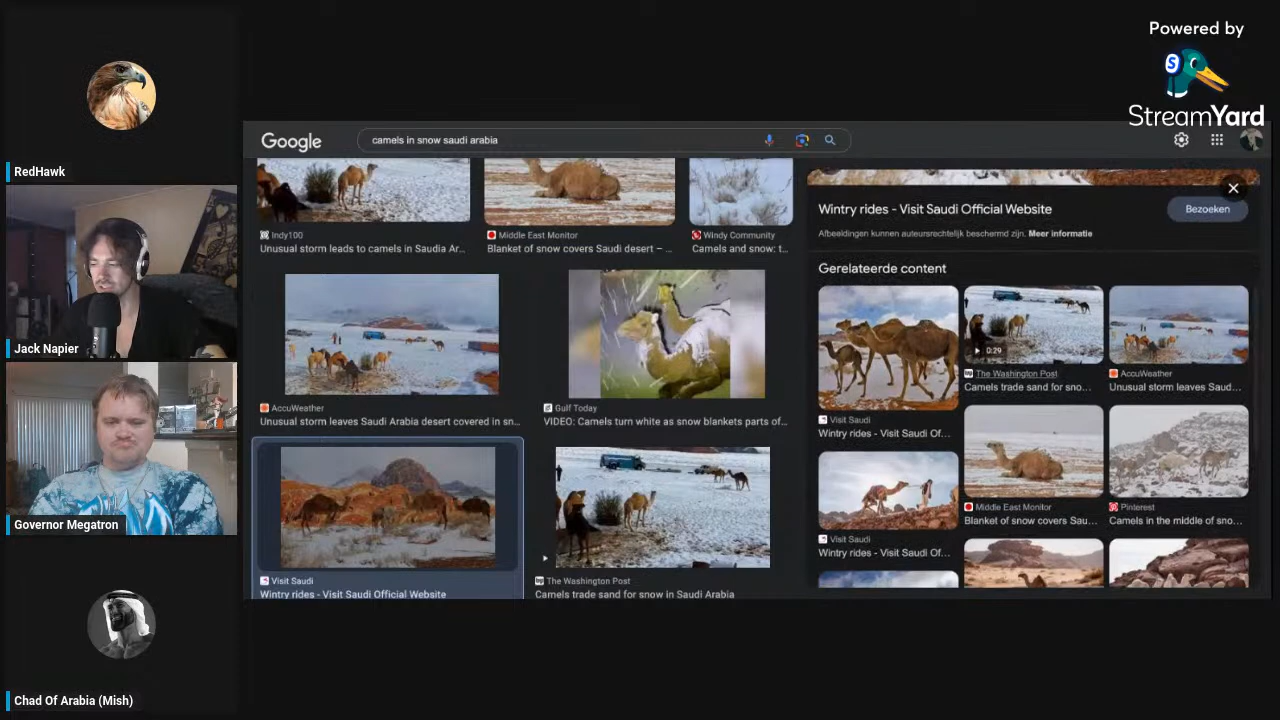 Powered by
StreamYard
RedHawk
Jack Napier
Governor Megatron
Chad Of Arabia (Mish)
Google
camels in snow saudi arabia
Indy100
Unusual storm leads to camels in Saudia Ar...
Middle East Monitor
Blanket of snow covers Saudi desert – ...
Windy Community
Camels and snow: t...
AccuWeather
Unusual storm leaves Saudi Arabia desert covered in sn...
Gulf Today
VIDEO: Camels turn white as snow blankets parts of...
Visit Saudi
Wintry rides - Visit Saudi Official Website
The Washington Post
Camels trade sand for snow in Saudi Arabia
Wintry rides - Visit Saudi Official Website
Bezoeken
Afbeeldingen kunnen auteursrechtelijk beschermd zijn. Meer informatie
Gerelateerde content
Visit Saudi
Wintry rides - Visit Saudi Of...
0:29
The Washington Post
Camels trade sand for sno...
AccuWeather
Unusual storm leaves Saud...
Visit Saudi
Wintry rides - Visit Saudi Of...
Middle East Monitor
Blanket of snow covers Sau...
Pinterest
Camels in the middle of sno...